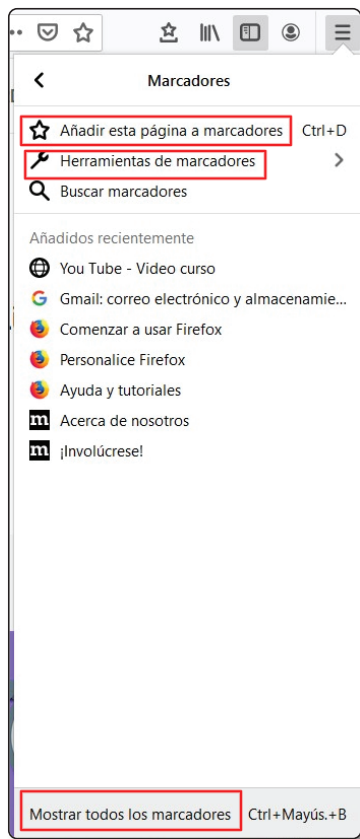 Marcadores
Añadir esta página a marcadores Ctrl+D
Herramientas de marcadores
Buscar marcadores
Añadidos recientemente
You Tube - Video curso
Gmail: correo electrónico y almacenamie...
Comenzar a usar Firefox
Personalice Firefox
Ayuda y tutoriales
Acerca de nosotros
¡Involúcrese!
Mostrar todos los marcadores Ctrl+Mayús.+B